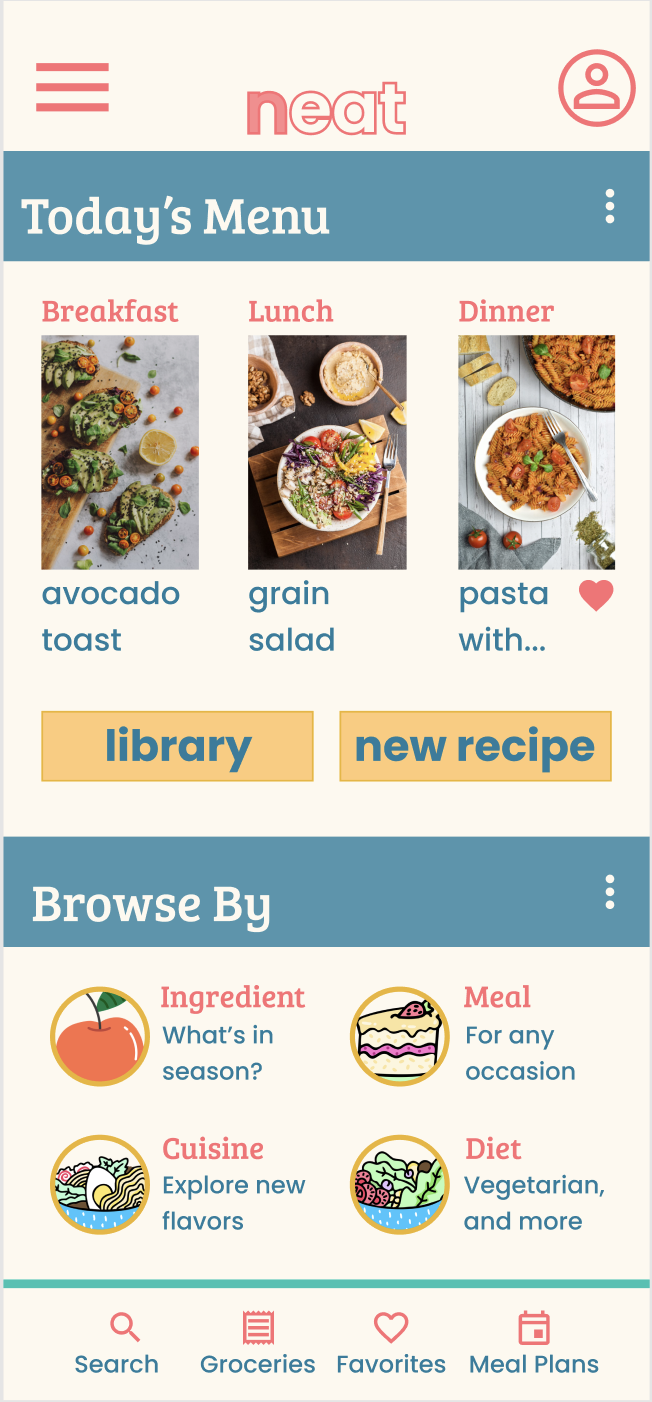 neat
Today's Menu
Breakfast
Lunch
Dinner
avocado
toast
grain
salad
pasta
with...
library
new recipe
Browse By
Ingredient
What's in
season?
Meal
For any
occasion
Cuisine
Explore new
flavors
Diet
Vegetarian,
and more
Search
Groceries
Favorites
Meal Plans